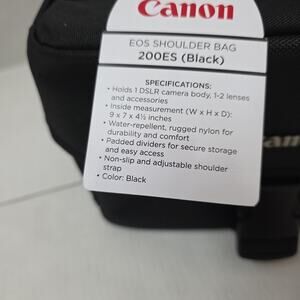 Canon
EOS SHOULDER BAG
200ES (Black)
SPECIFICATIONS:
• Holds 1 DSLR camera body, 1-2 lenses
and accessories
• Inside measurement (W x H x D):
9 x 7 x 4½ inches
• Water-repellent, rugged nylon for
durability and comfort
• Padded dividers for secure storage
and easy access
• Non-slip and adjustable shoulder
strap
• Color: Black